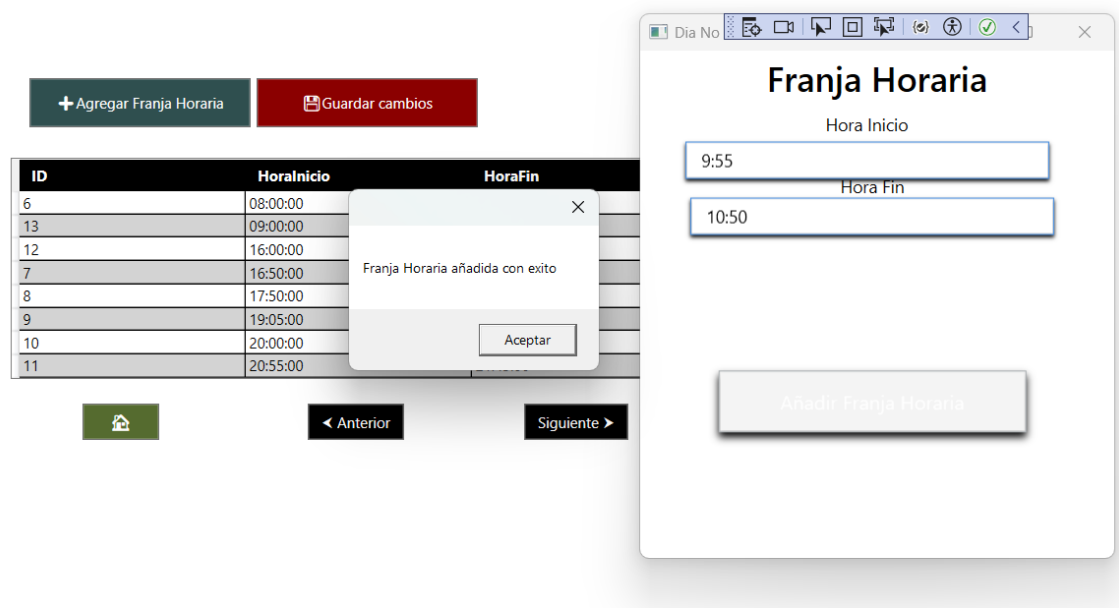 Dia No
Franja Horaria
Agregar Franja Horaria
Guardar cambios
Hora Inicio
9:55
Hora Fin
10:50
Añadir Franja Horaria
ID HoraInicio HoraFin
6 08:00:00
13 09:00:00
12 16:00:00
7 16:50:00
8 17:50:00
9 19:05:00
10 20:00:00
11 20:55:00
Franja Horaria añadida con exito
Aceptar
Anterior
Siguiente